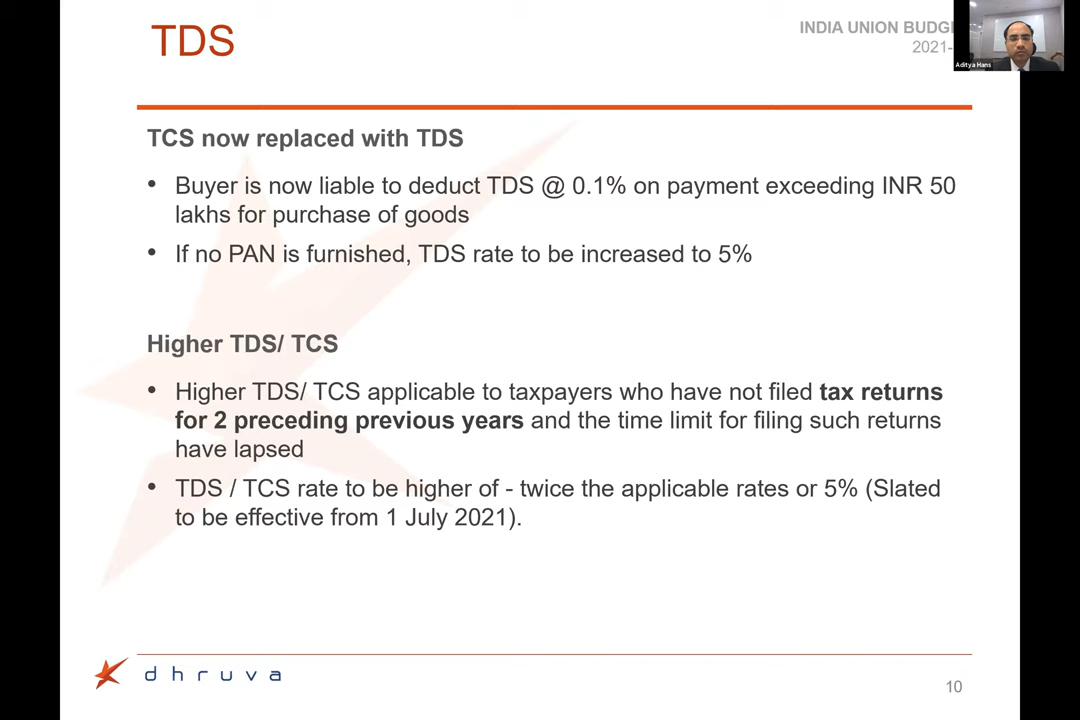 TDS
INDIA UNION BUDG
2021-
Aditya Hans
TCS now replaced with TDS
• Buyer is now liable to deduct TDS @ 0.1% on payment exceeding INR 50
lakhs for purchase of goods
• If no PAN is furnished, TDS rate to be increased to 5%
Higher TDS/ TCS
• Higher TDS/ TCS applicable to taxpayers who have not filed tax returns
for 2 preceding previous years and the time limit for filing such returns
have lapsed
• TDS / TCS rate to be higher of - twice the applicable rates or 5% (Slated
to be effective from 1 July 2021).
dhruva
10